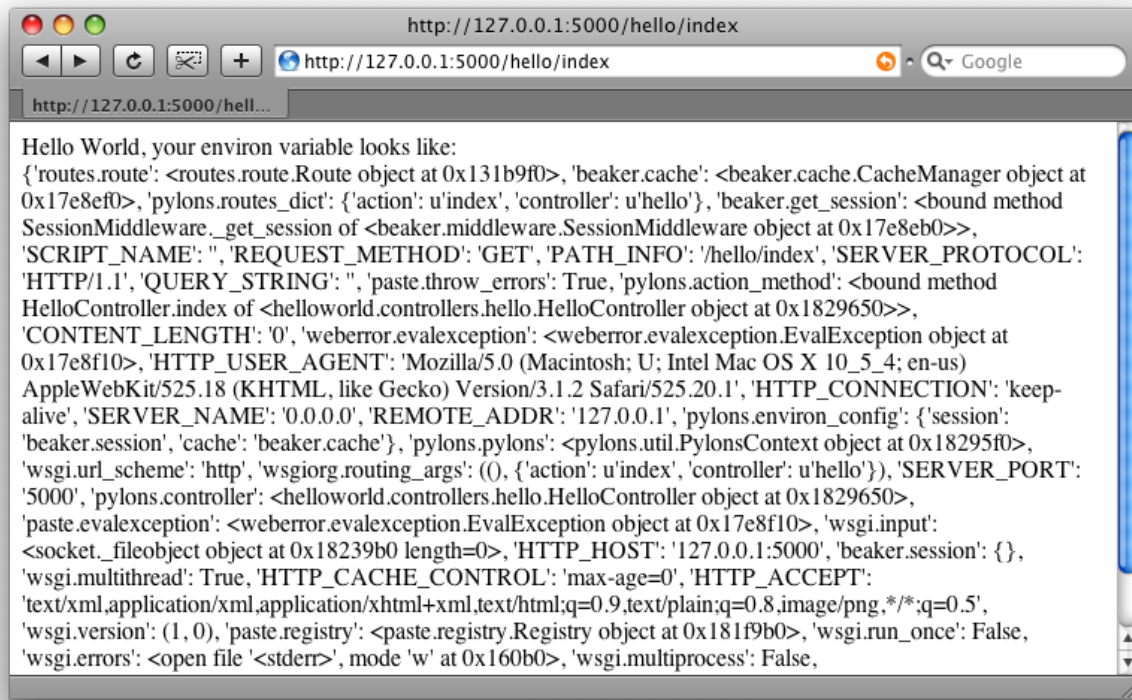 http://127.0.0.1:5000/hello/index
http://127.0.0.1:5000/hello/index
Google
http://127.0.0.1:5000/hell...
Hello World, your environ variable looks like:
{'routes.route': <routes.route.Route object at 0x131b9f0>, 'beaker.cache': <beaker.cache.CacheManager object at
0x17e8ef0>, 'pylons.routes_dict': {'action': u'index', 'controller': u'hello'}, 'beaker.get_session': <bound method
SessionMiddleware._get_session of <beaker.middleware.SessionMiddleware object at 0x17e8eb0>>,
'SCRIPT_NAME': '', 'REQUEST_METHOD': 'GET', 'PATH_INFO': '/hello/index', 'SERVER_PROTOCOL':
'HTTP/1.1', 'QUERY_STRING': '', 'paste.throw_errors': True, 'pylons.action_method': <bound method
HelloController.index of <helloworld.controllers.hello.HelloController object at 0x1829650>>,
'CONTENT_LENGTH': '0', 'weberror.evalexception': <weberror.evalexception.EvalException object at
0x17e8f10>, 'HTTP_USER_AGENT': 'Mozilla/5.0 (Macintosh; U; Intel Mac OS X 10_5_4; en-us)
AppleWebKit/525.18 (KHTML, like Gecko) Version/3.1.2 Safari/525.20.1', 'HTTP_CONNECTION': 'keep-
alive', 'SERVER_NAME': '0.0.0.0', 'REMOTE_ADDR': '127.0.0.1', 'pylons.environ_config': {'session':
'beaker.session', 'cache': 'beaker.cache'}, 'pylons.pylons': <pylons.util.PylonsContext object at 0x18295f0>,
'wsgi.url_scheme': 'http', 'wsgiorg.routing_args': ((), {'action': u'index', 'controller': u'hello'}), 'SERVER_PORT':
'5000', 'pylons.controller': <helloworld.controllers.hello.HelloController object at 0x1829650>,
'paste.evalexception': <weberror.evalexception.EvalException object at 0x17e8f10>, 'wsgi.input':
<socket._fileobject object at 0x18239b0 length=0>, 'HTTP_HOST': '127.0.0.1:5000', 'beaker.session': {},
'wsgi.multithread': True, 'HTTP_CACHE_CONTROL': 'max-age=0', 'HTTP_ACCEPT':
'text/xml,application/xml,application/xhtml+xml,text/html;q=0.9,text/plain;q=0.8,image/png,*/*;q=0.5',
'wsgi.version': (1, 0), 'paste.registry': <paste.registry.Registry object at 0x181f9b0>, 'wsgi.run_once': False,
'wsgi.errors': <open file '<stderr>', mode 'w' at 0x160b0>, 'wsgi.multiprocess': False,